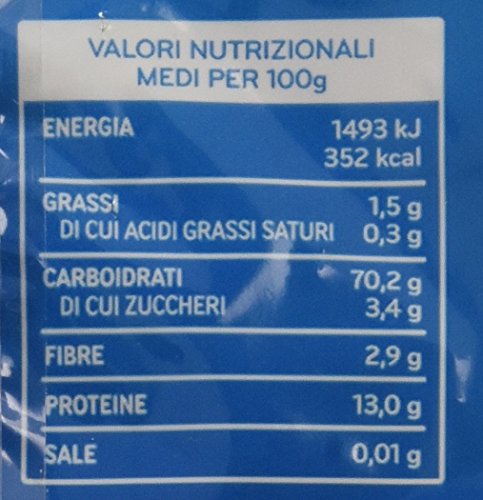 VALORI NUTRIZIONALI
MEDI PER 100g
ENERGIA 1493 kJ
352 kcal
GRASSI 1,5 g
DI CUI ACIDI GRASSI SATURI 0,3 g
CARBOIDRATI 70,2 g
DI CUI ZUCCHERI 3,4 g
FIBRE 2,9 g
PROTEINE 13,0 g
SALE 0,01 g